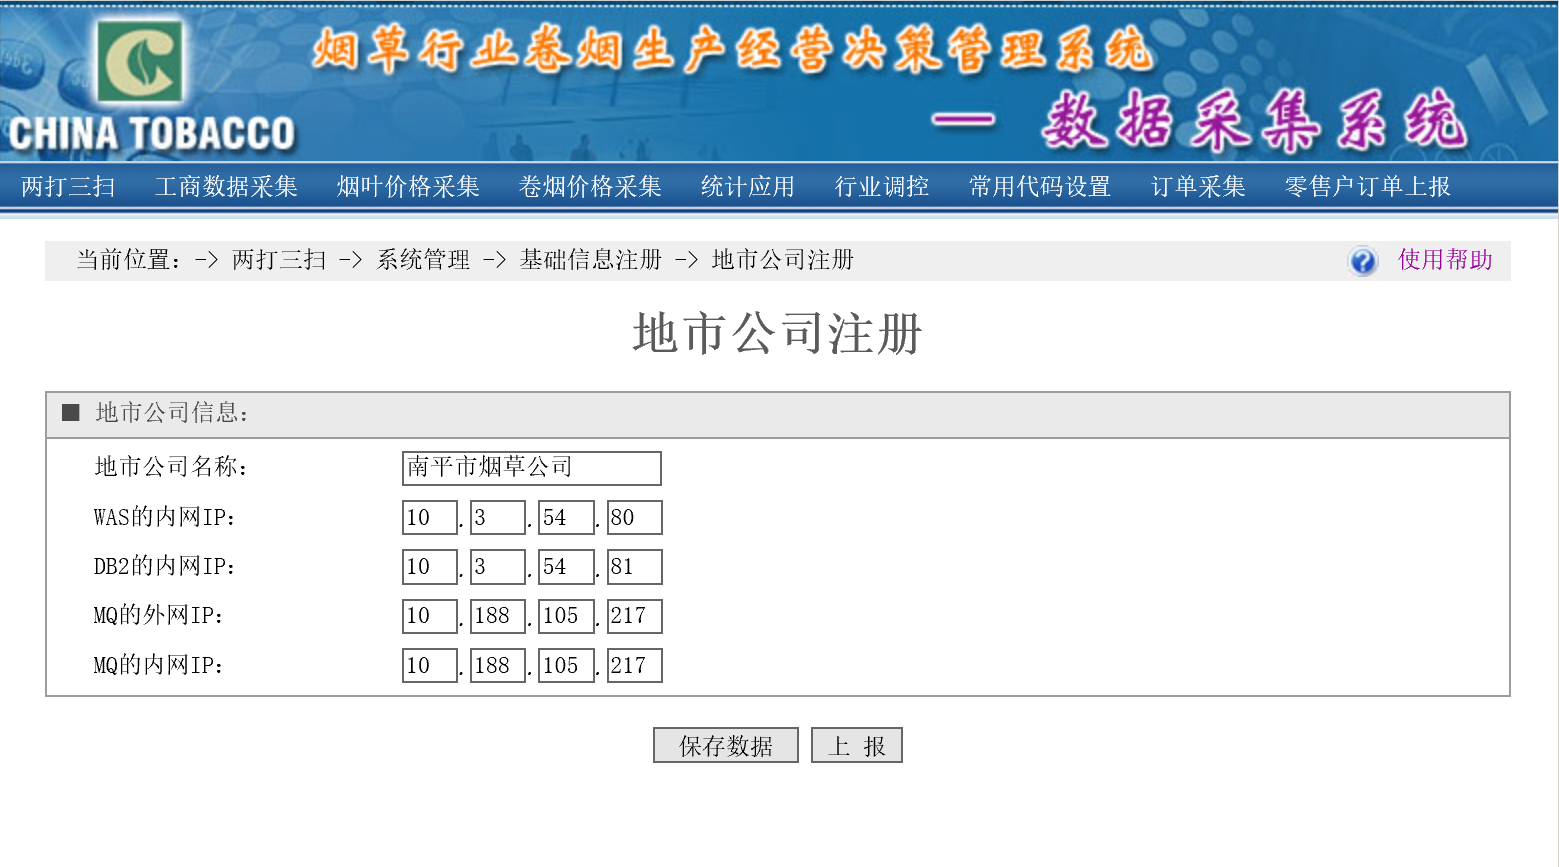 烟草行业卷烟生产经营决策管理系统
— 数据采集系统
CHINA TOBACCO
两打三扫 工商数据采集 烟叶价格采集 卷烟价格采集 统计应用 行业调控 常用代码设置 订单采集 零售户订单上报
当前位置：-> 两打三扫 -> 系统管理 -> 基础信息注册 -> 地市公司注册 使用帮助
地市公司注册
■ 地市公司信息：
地市公司名称： 南平市烟草公司
WAS的内网IP： 10 . 3 . 54 . 80
DB2的内网IP： 10 . 3 . 54 . 81
MQ的外网IP： 10 . 188 . 105 . 217
MQ的内网IP： 10 . 188 . 105 . 217
保存数据 上 报